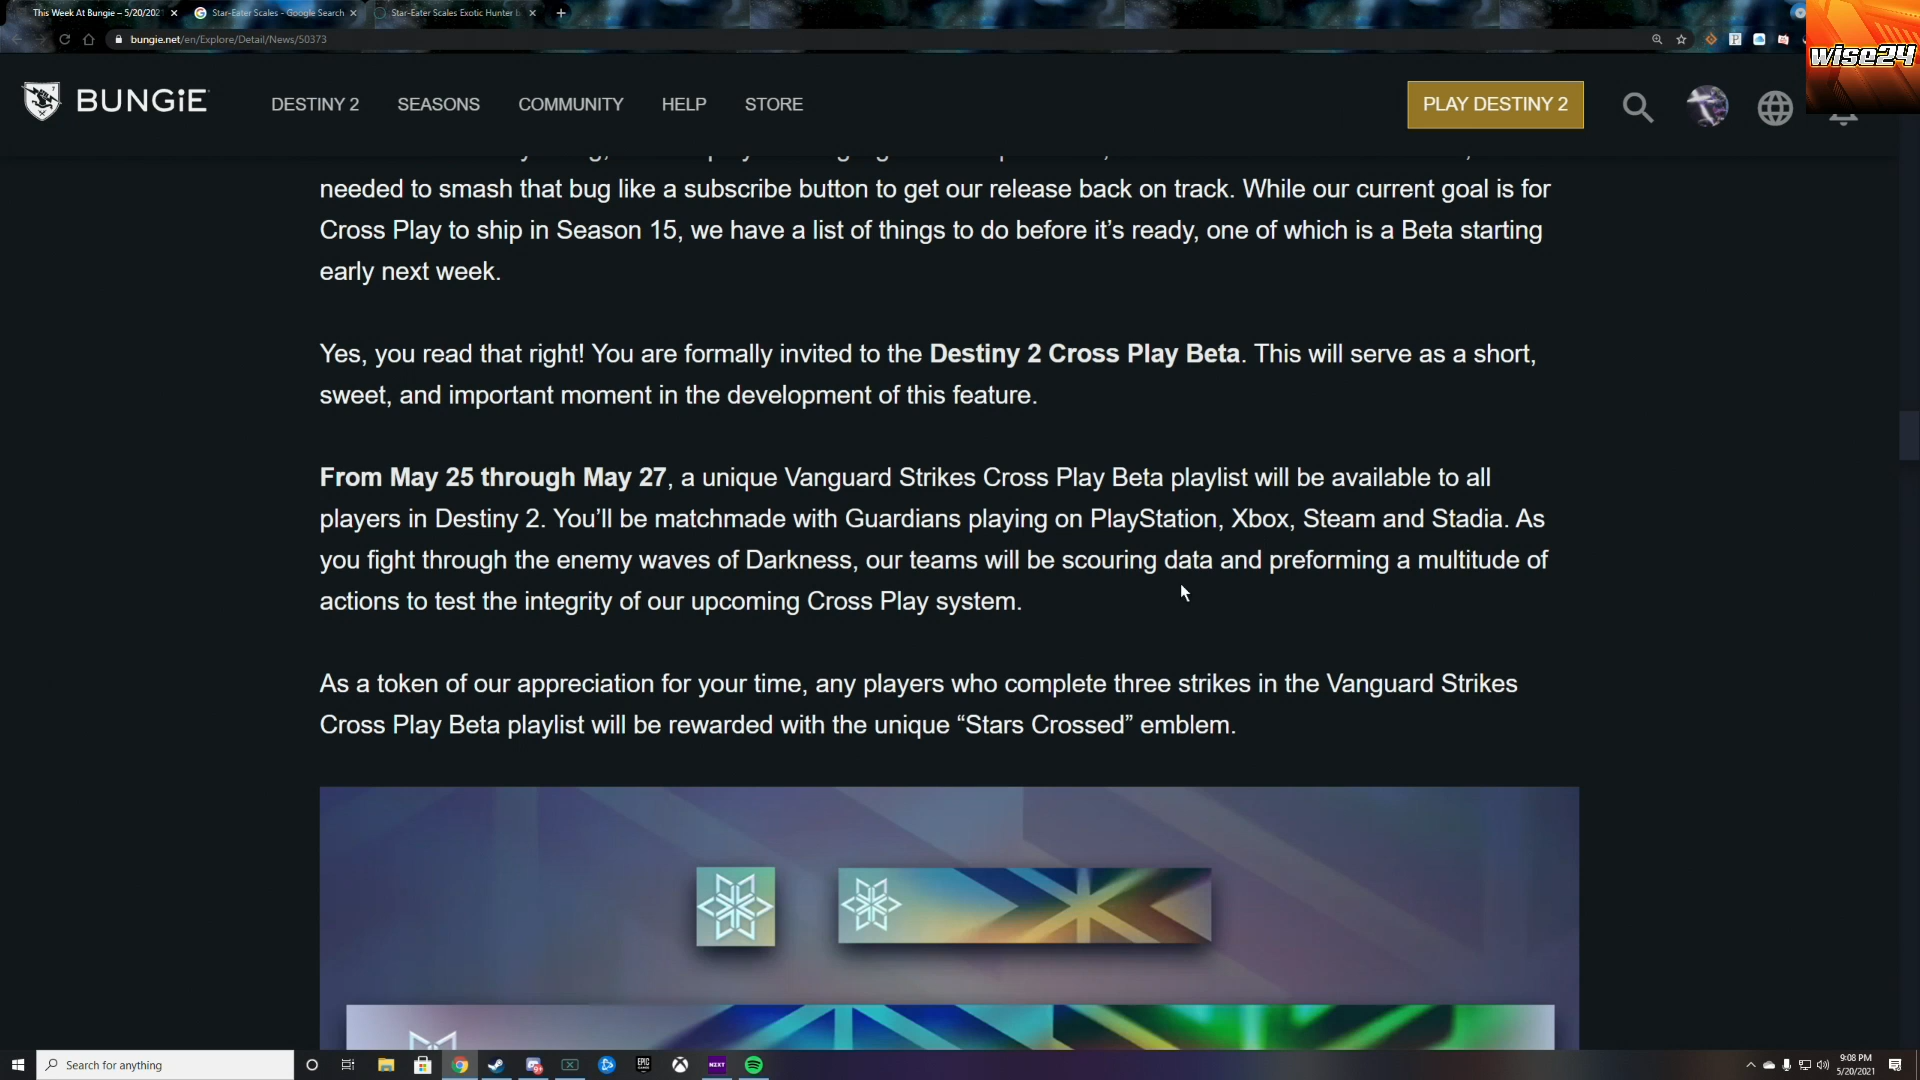 This Week At Bungie – 5/20/2021
Star-Eater Scales - Google Search
Star-Eater Scales Exotic Hunter
bungie.net/en/Explore/Detail/News/50373
wise24
BUNGiE
DESTINY 2
SEASONS
COMMUNITY
HELP
STORE
PLAY DESTINY 2
needed to smash that bug like a subscribe button to get our release back on track. While our current goal is for
Cross Play to ship in Season 15, we have a list of things to do before it’s ready, one of which is a Beta starting
early next week.
Yes, you read that right! You are formally invited to the Destiny 2 Cross Play Beta. This will serve as a short,
sweet, and important moment in the development of this feature.
From May 25 through May 27, a unique Vanguard Strikes Cross Play Beta playlist will be available to all
players in Destiny 2. You’ll be matchmade with Guardians playing on PlayStation, Xbox, Steam and Stadia. As
you fight through the enemy waves of Darkness, our teams will be scouring data and preforming a multitude of
actions to test the integrity of our upcoming Cross Play system.
As a token of our appreciation for your time, any players who complete three strikes in the Vanguard Strikes
Cross Play Beta playlist will be rewarded with the unique “Stars Crossed” emblem.
Search for anything
EPIC
NZXT
9:08 PM
5/20/2021